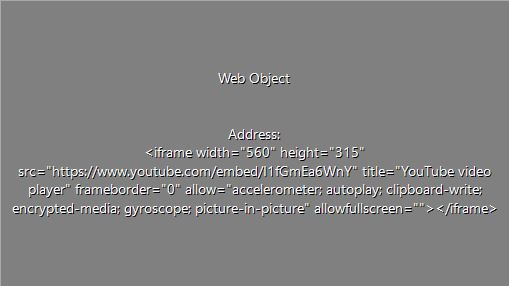 Web Object
Address:
<iframe width="560" height="315"
src="https://www.youtube.com/embed/I1fGmEa6WnY" title="YouTube video
player" frameborder="0" allow="accelerometer; autoplay; clipboard-write;
encrypted-media; gyroscope; picture-in-picture" allowfullscreen=""></iframe>